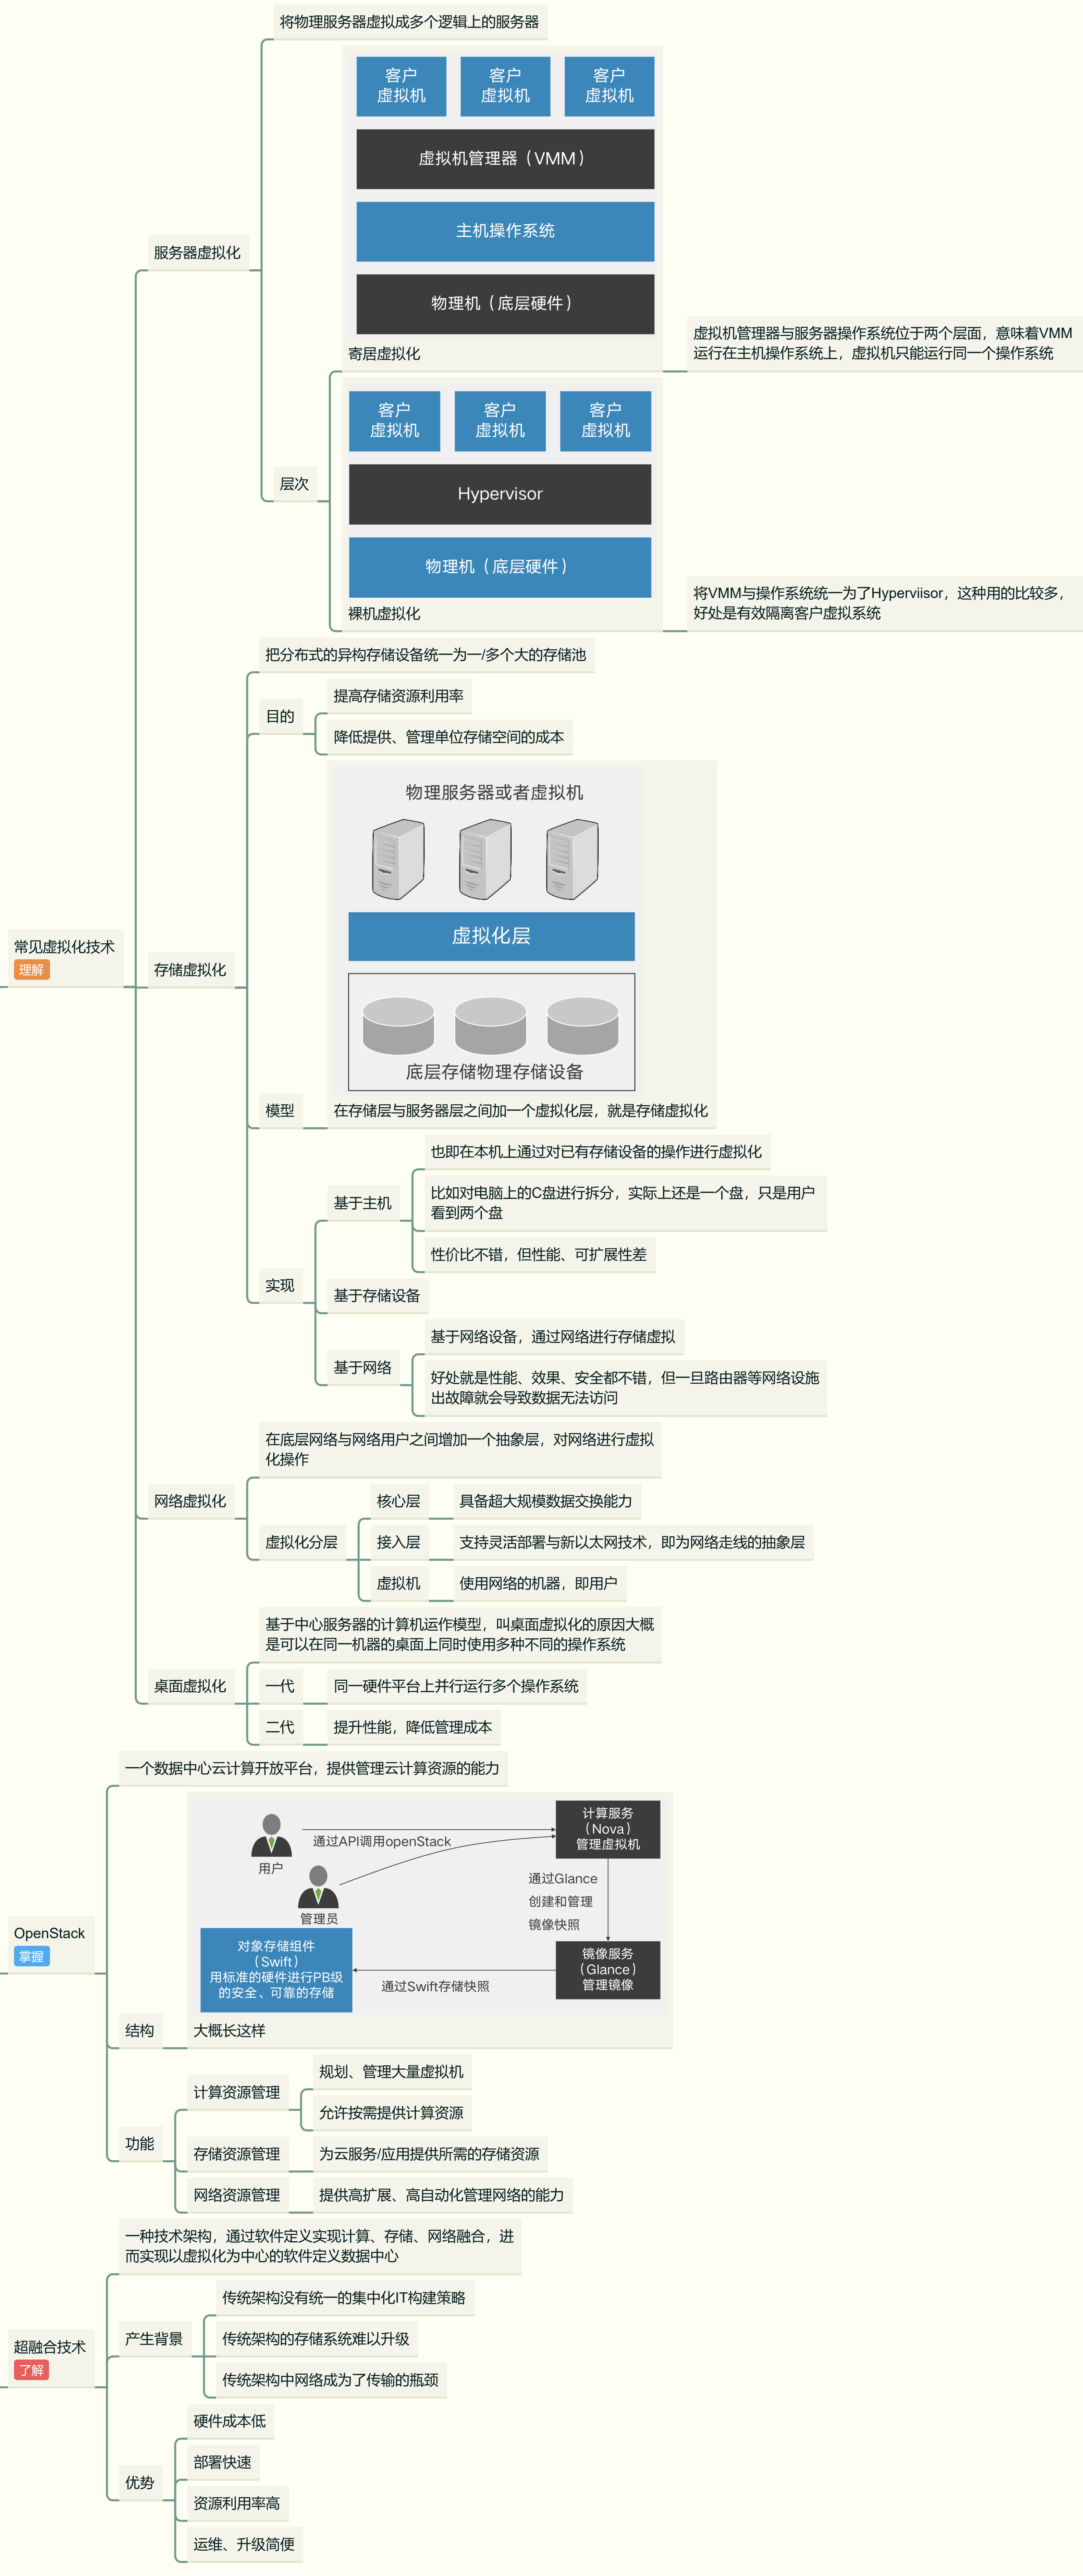 将物理服务器虚拟成多个逻辑上的服务器
客户
虚拟机
客户
虚拟机
客户
虚拟机
虚拟机管理器（VMM）
主机操作系统
物理机（底层硬件）
服务器虚拟化
寄居虚拟化
虚拟机管理器与服务器操作系统位于两个层面，意味着VMM
运行在主机操作系统上，虚拟机只能运行同一个操作系统
客户
虚拟机
客户
虚拟机
客户
虚拟机
层次
Hypervisor
物理机（底层硬件）
裸机虚拟化
将VMM与操作系统统一为了Hyperviisor，这种用的比较多，
好处是有效隔离客户虚拟系统
把分布式的异构存储设备统一为一/多个大的存储池
目的
提高存储资源利用率
降低提供、管理单位存储空间的成本
物理服务器或者虚拟机
虚拟化层
底层存储物理存储设备
常见虚拟化技术
理解
存储虚拟化
模型
在存储层与服务器层之间加一个虚拟化层，就是存储虚拟化
也即在本机上通过对已有存储设备的操作进行虚拟化
基于主机
比如对电脑上的C盘进行拆分，实际上还是一个盘，只是用户
看到两个盘
性价比不错，但性能、可扩展性差
实现
基于存储设备
基于网络设备，通过网络进行存储虚拟
基于网络
好处就是性能、效果、安全都不错，但一旦路由器等网络设施
出故障就会导致数据无法访问
在底层网络与网络用户之间增加一个抽象层，对网络进行虚拟
化操作
网络虚拟化
核心层
具备超大规模数据交换能力
虚拟化分层
接入层
支持灵活部署与新以太网技术，即为网络走线的抽象层
虚拟机
使用网络的机器，即用户
基于中心服务器的计算机运作模型，叫桌面虚拟化的原因大概
是可以在同一机器的桌面上同时使用多种不同的操作系统
桌面虚拟化
一代
同一硬件平台上并行运行多个操作系统
二代
提升性能，降低管理成本
一个数据中心云计算开放平台，提供管理云计算资源的能力
用户
通过API调用openStack
计算服务
（Nova）
管理虚拟机
管理员
通过Glance
创建和管理
镜像快照
对象存储组件
（Swift）
用标准的硬件进行PB级
的安全、可靠的存储
通过Swift存储快照
镜像服务
（Glance）
管理镜像
OpenStack
掌握
结构
大概长这样
计算资源管理
规划、管理大量虚拟机
允许按需提供计算资源
功能
存储资源管理
为云服务/应用提供所需的存储资源
网络资源管理
提供高扩展、高自动化管理网络的能力
一种技术架构，通过软件定义实现计算、存储、网络融合，进
而实现以虚拟化为中心的软件定义数据中心
传统架构没有统一的集中化IT构建策略
产生背景
传统架构的存储系统难以升级
超融合技术
了解
传统架构中网络成为了传输的瓶颈
硬件成本低
部署快速
优势
资源利用率高
运维、升级简便